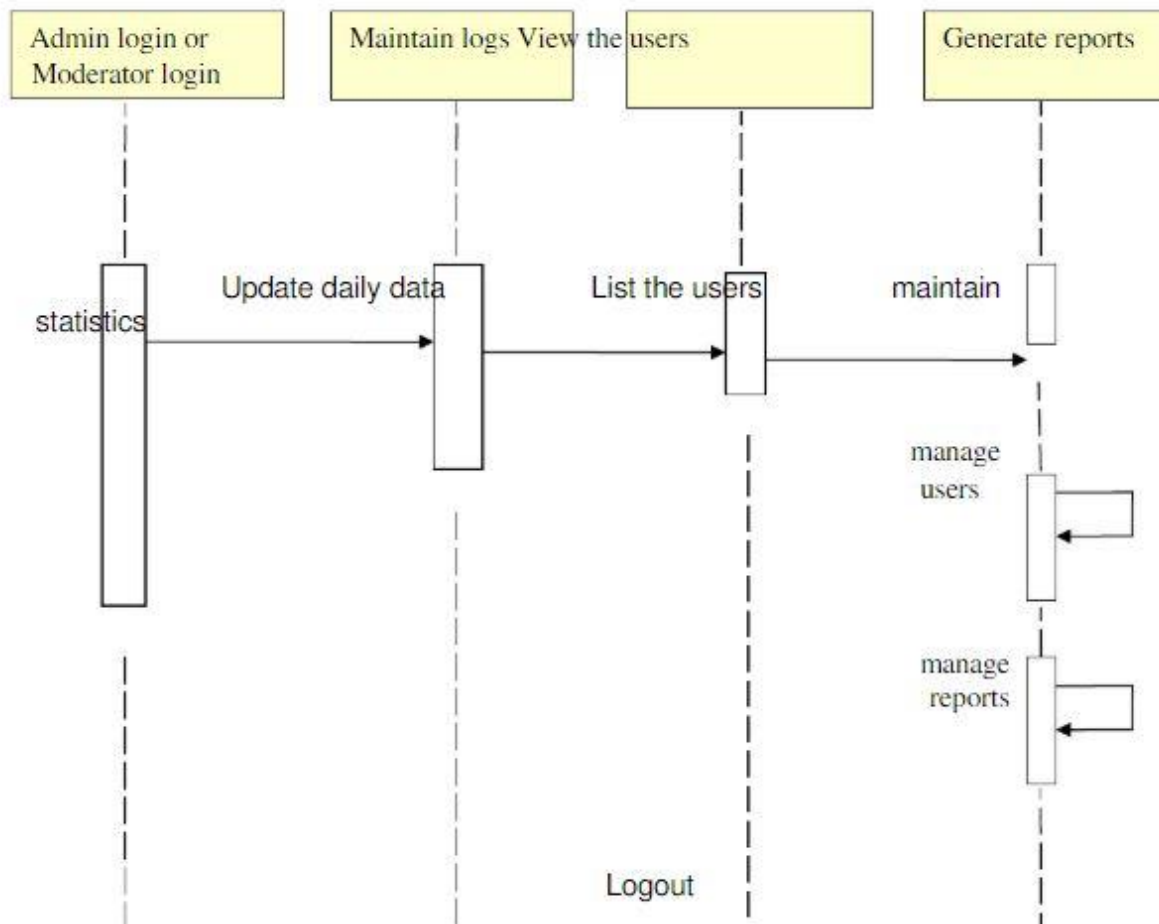 Admin login or
Moderator login
Maintain logs View the users
Generate reports
Update daily data
List the users
maintain
statistics
manage
users
manage
reports
Logout